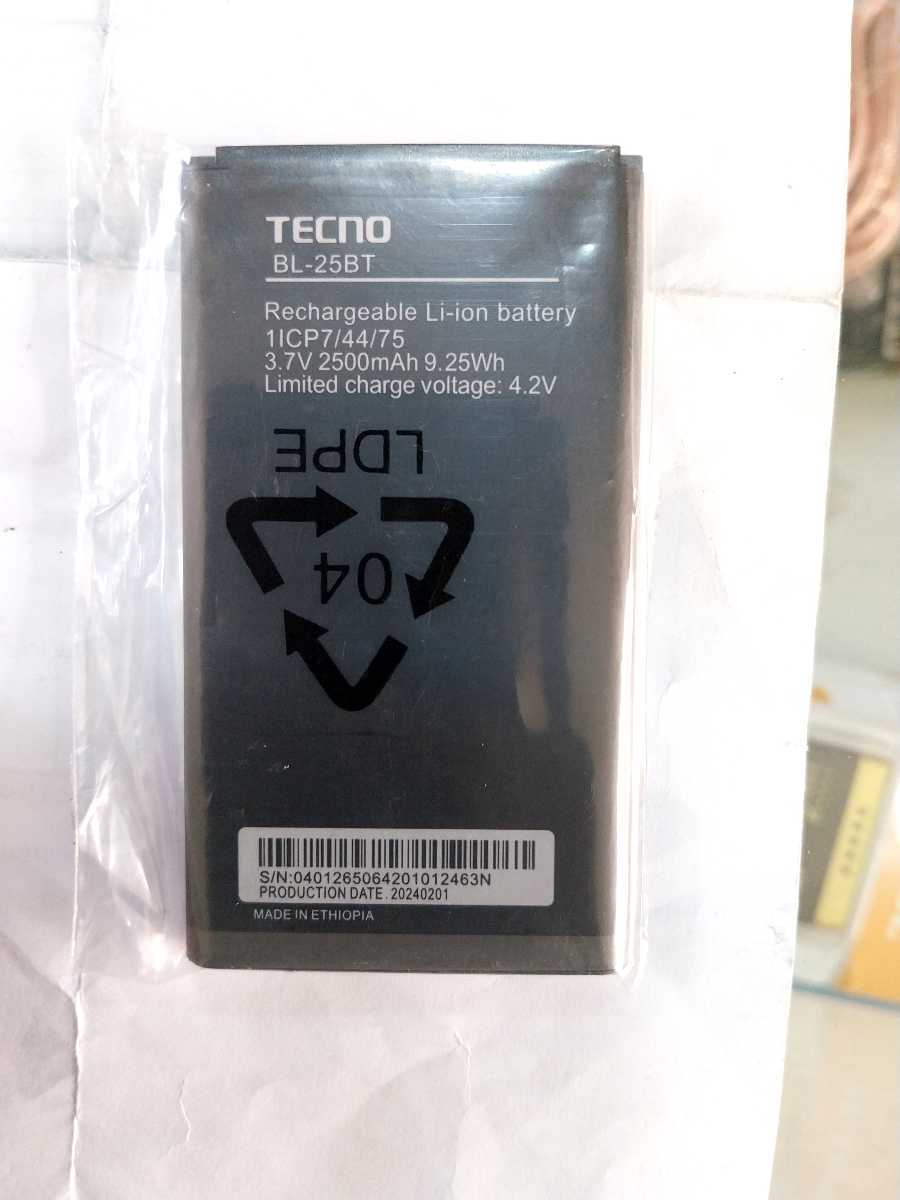 TECNO
BL-25BT
Rechargeable Li-ion battery
1ICP7/44/75
3.7V 2500mAh 9.25Wh
Limited charge voltage: 4.2V
LDPE
04
S/N:0401265064201012463N
PRODUCTION DATE. 20240201
MADE IN ETHIOPIA